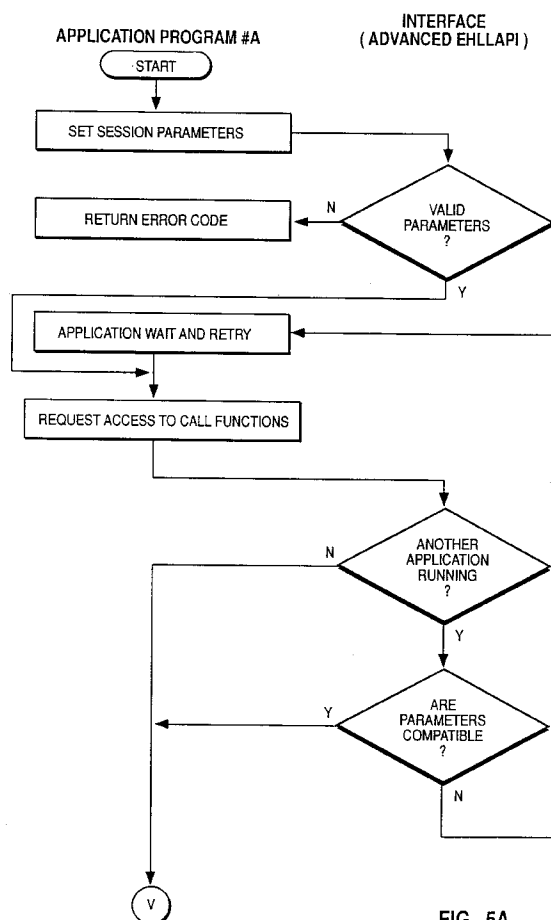 APPLICATION PROGRAM #A
INTERFACE
( ADVANCED EHLLAPI )
START
SET SESSION PARAMETERS
VALID
PARAMETERS
?
N
RETURN ERROR CODE
Y
APPLICATION WAIT AND RETRY
REQUEST ACCESS TO CALL FUNCTIONS
ANOTHER
APPLICATION
RUNNING
?
N
Y
ARE
PARAMETERS
COMPATIBLE
?
Y
N
V
FIG. 5A